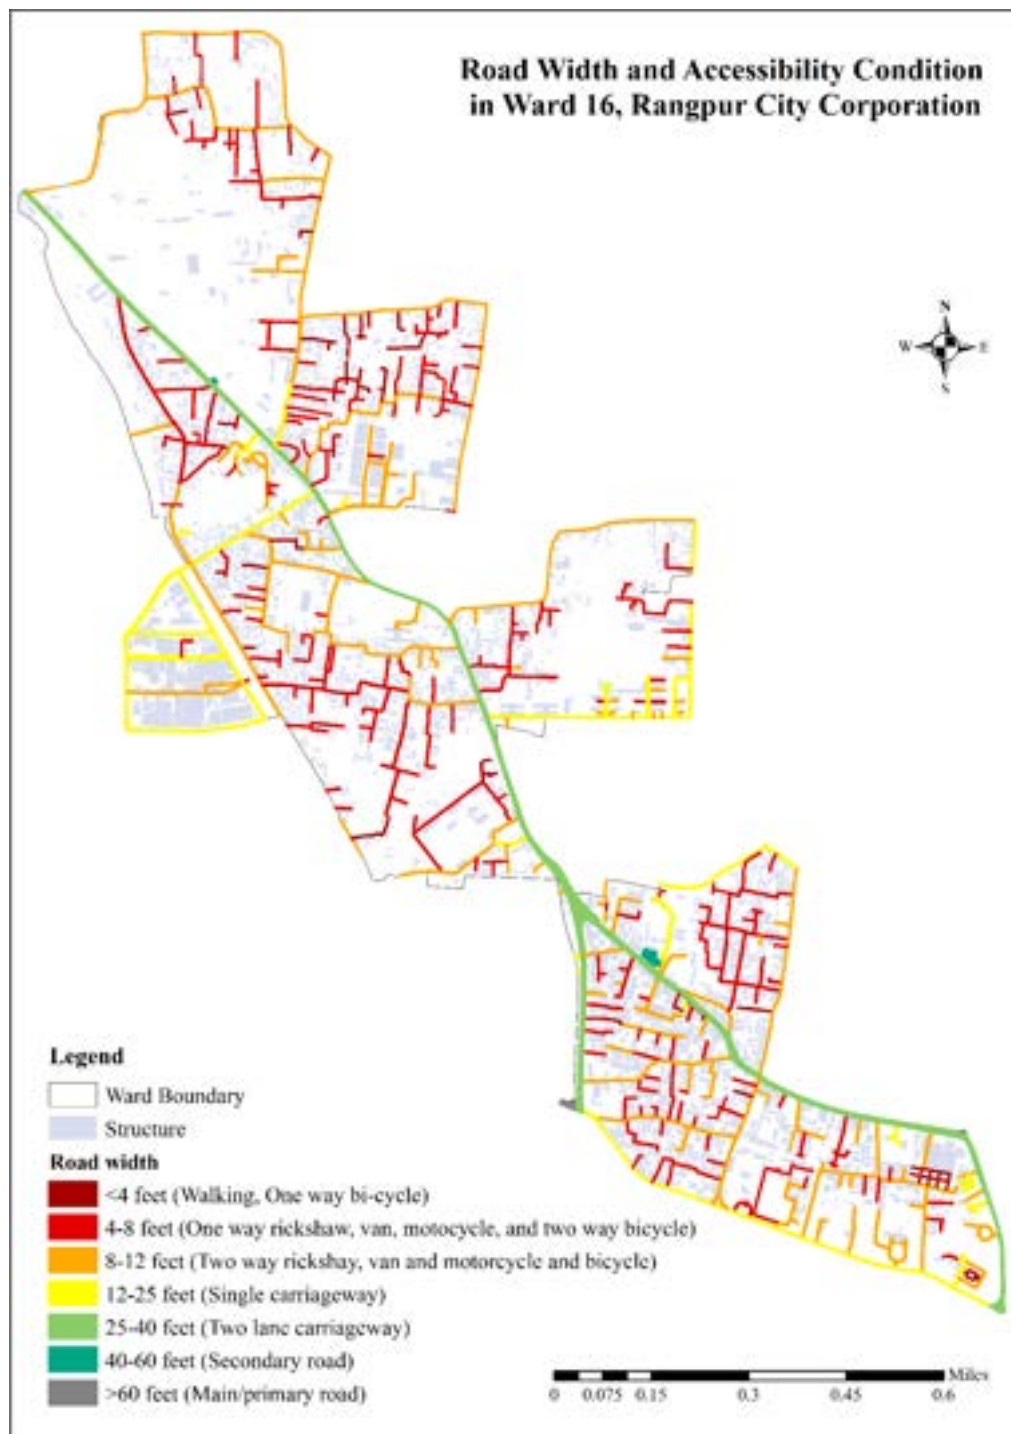 Road Width and Accessibility Condition
in Ward 16, Rangpur City Corporation
N
W E
S
Legend
Ward Boundary
Structure
Road width
<4 feet (Walking, One way bi-cycle)
4-8 feet (One way rickshaw, van, motocycle, and two way bicycle)
8-12 feet (Two way rickshay, van and motorcycle and bicycle)
12-25 feet (Single carriageway)
25-40 feet (Two lane carriageway)
40-60 feet (Secondary road)
>60 feet (Main/primary road)
Miles
0 0.075 0.15 0.3 0.45 0.6